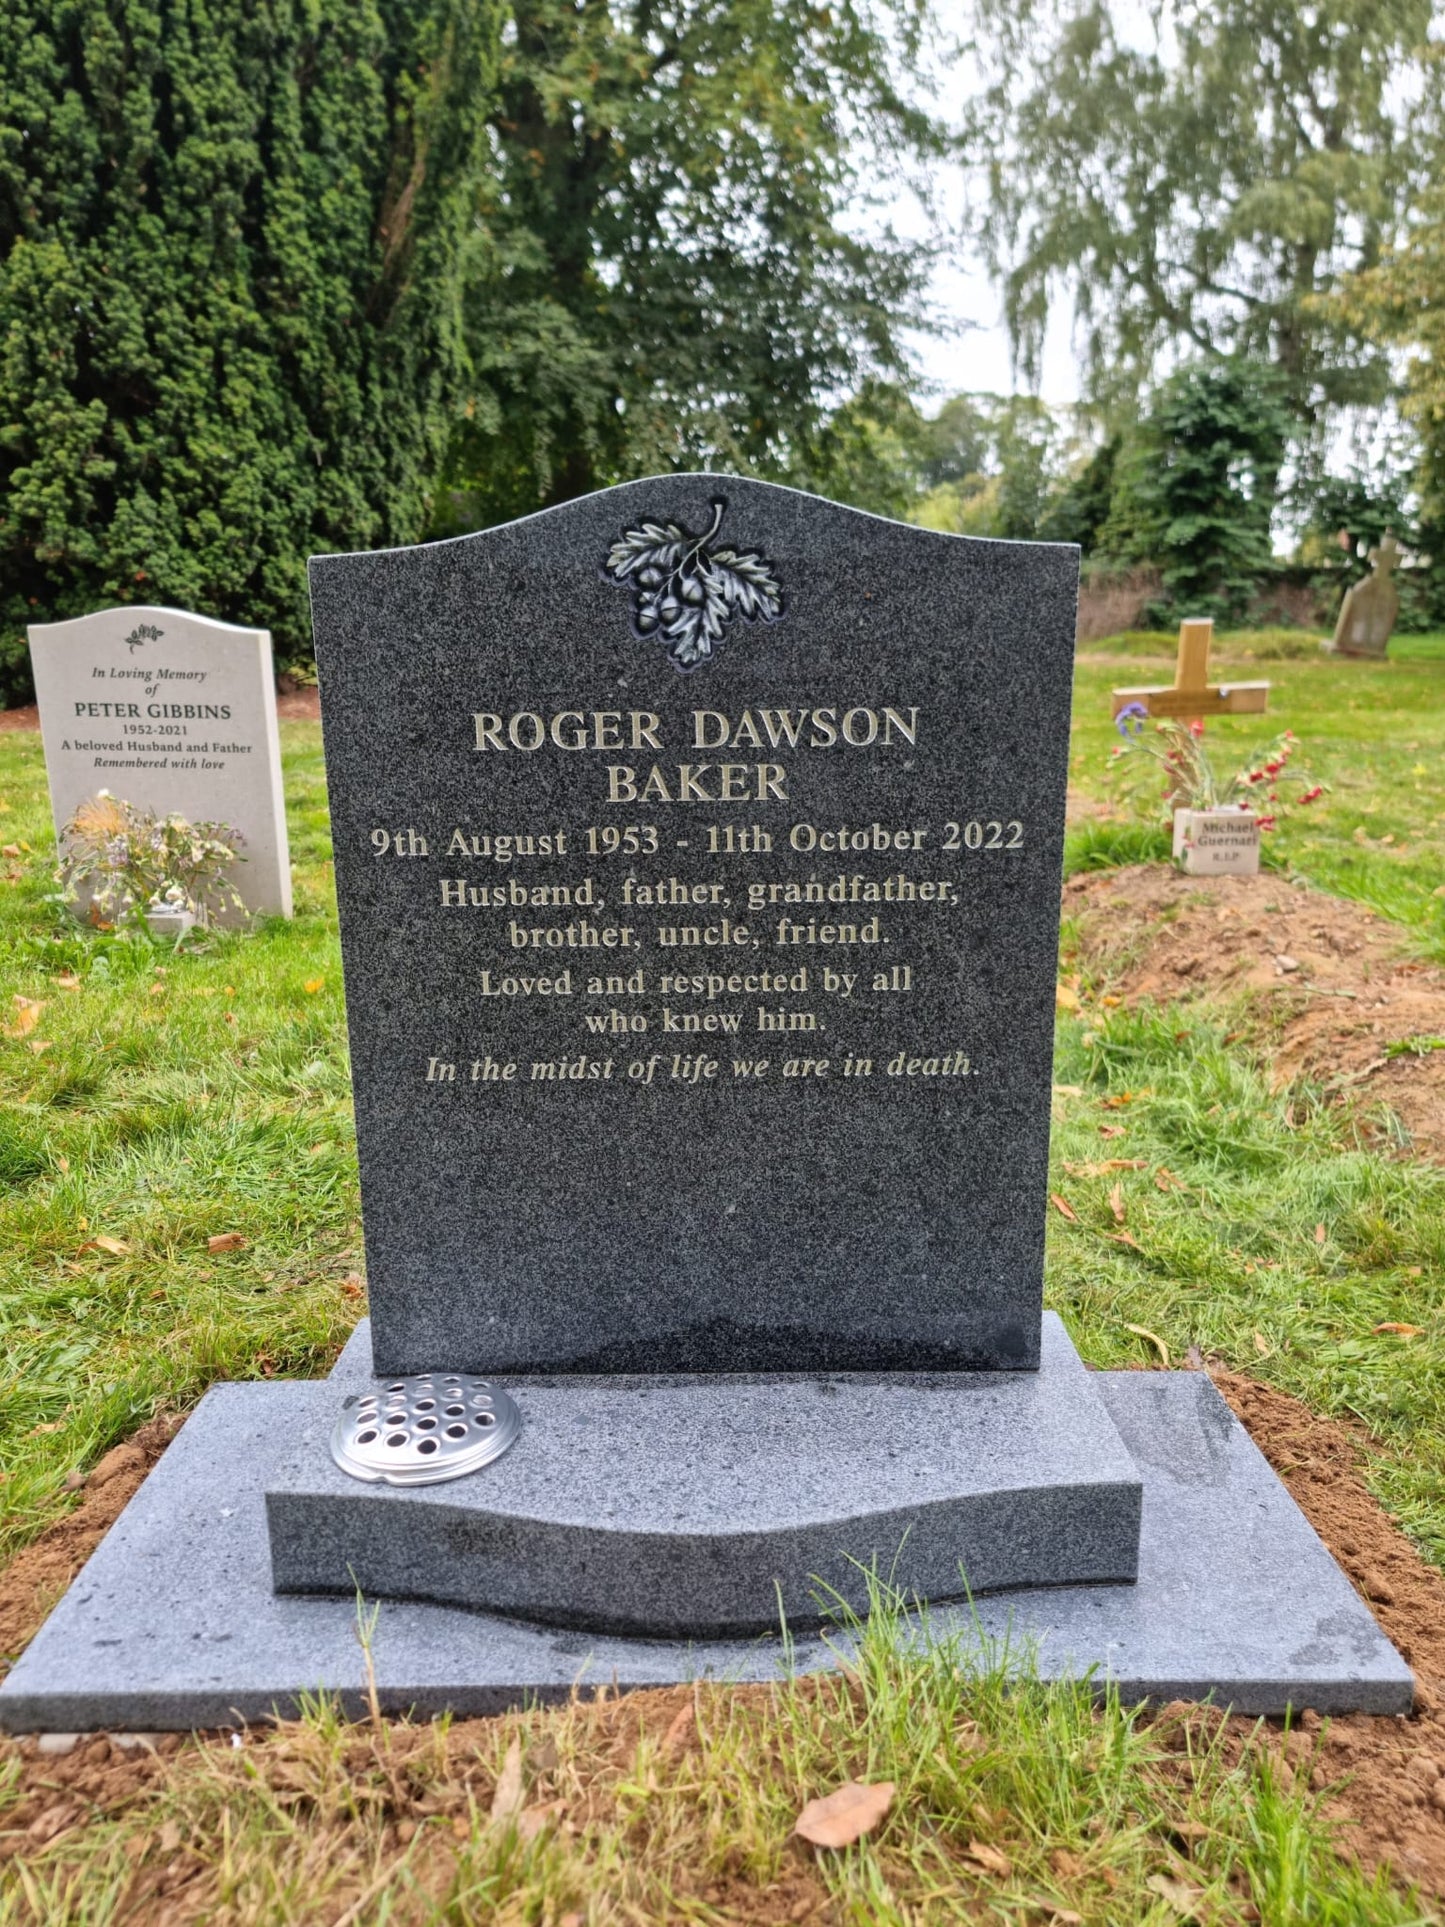 In Loving Memory
of
PETER GIBBINS
1952-2021
A beloved Husband and Father
Remembered with love
ROGER DAWSON
BAKER
9th August 1953 - 11th October 2022
Husband, father, grandfather,
brother, uncle, friend.
Loved and respected by all
who knew him.
In the midst of life we are in death.
Michael
Guernari
R.I.P